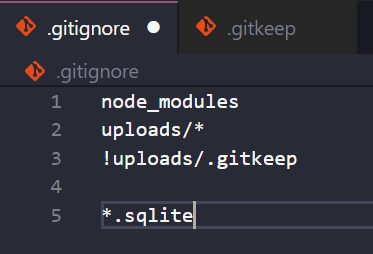 .gitignore .gitkeep
.gitignore
1 node_modules
2 uploads/*
3 !uploads/.gitkeep
4
5 *.sqlite